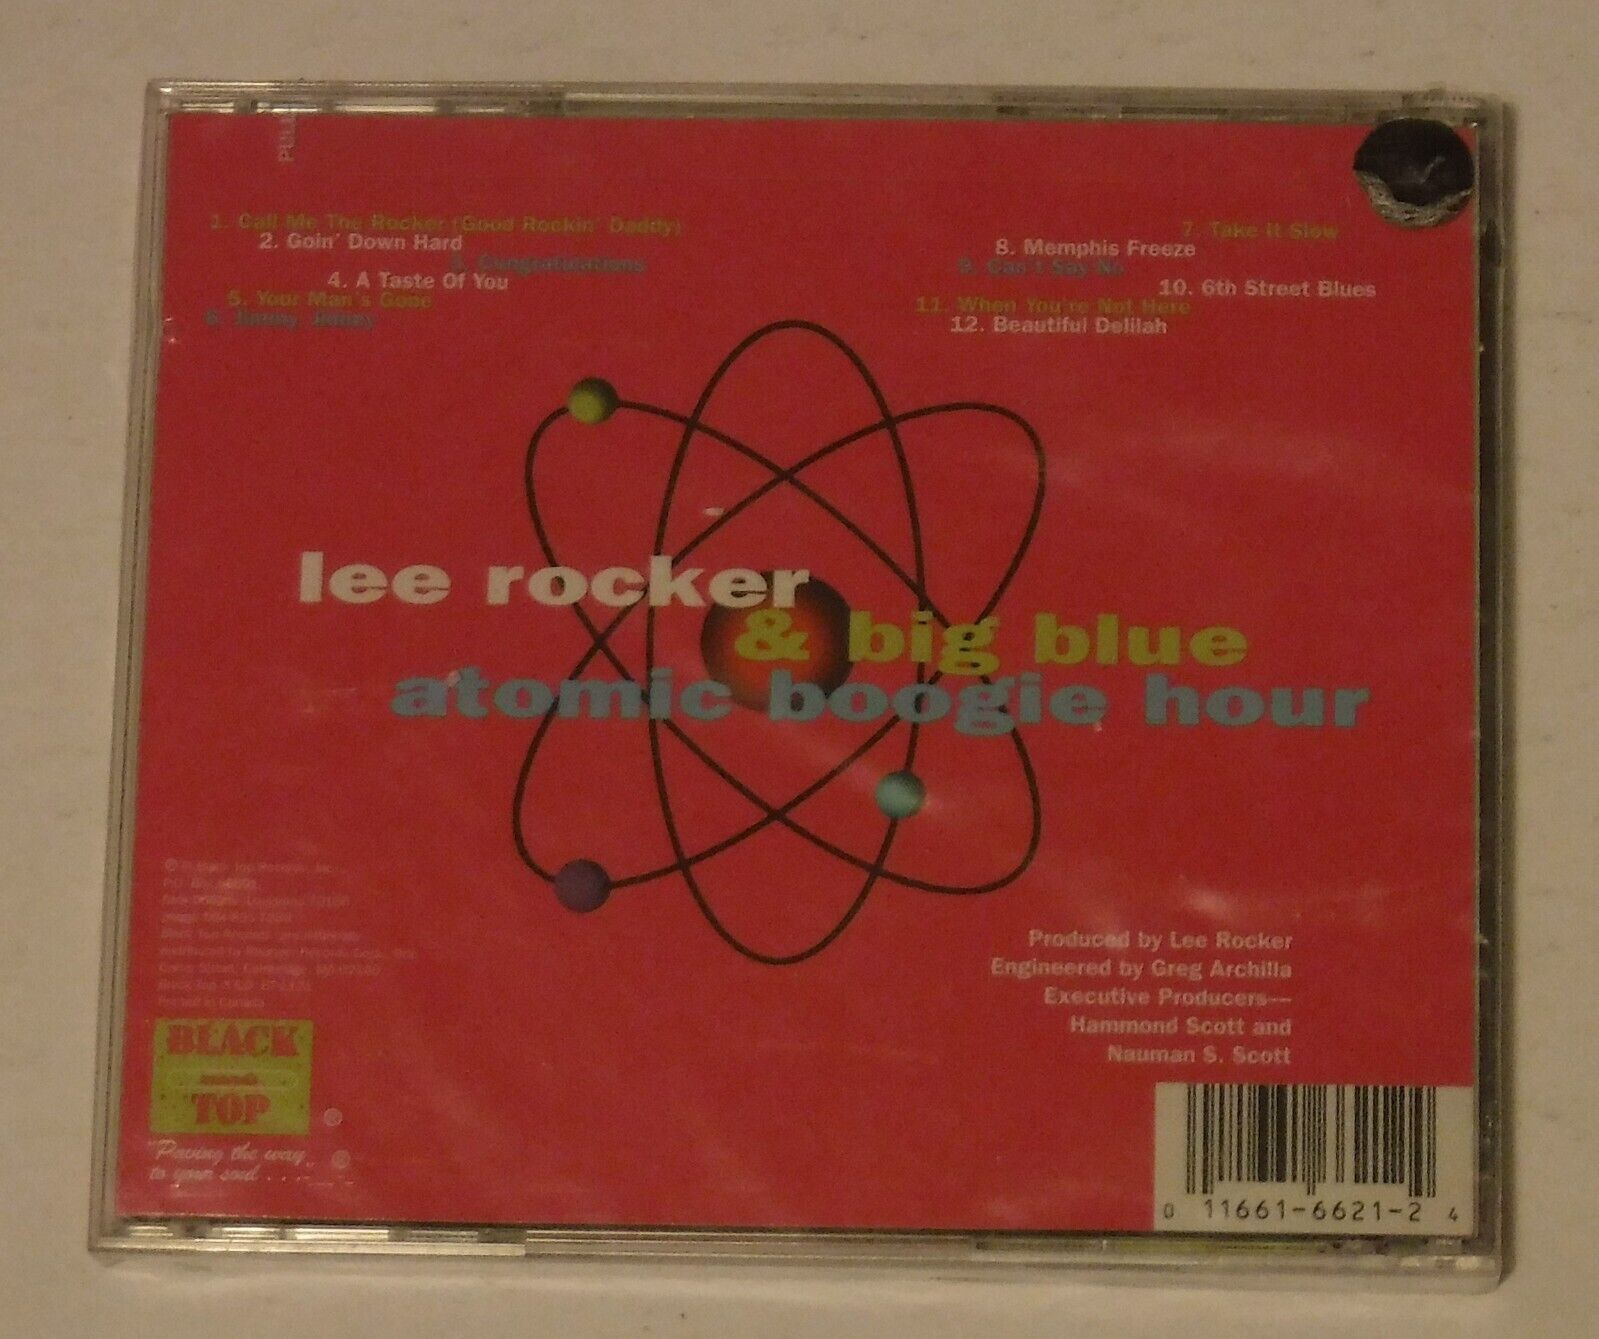 PULL
1. Call Me The Rocker (Good Rockin' Daddy)
2. Goin' Down Hard
3. Congratulations
4. A Taste Of You
5. Your Man's Gone
6. Jimmy, Jimmy
7. Take It Slow
8. Memphis Freeze
9. Can't Say No
10. 6th Street Blues
11. When You're Not Here
12. Beautiful Delilah
lee rocker
& big blue
atomic boogie hour
Produced by Lee Rocker
Engineered by Greg Archilla
Executive Producers—
Hammond Scott and
Nauman S. Scott
Printed in Canada
BLACK
TOP
®
"Paving the way
to your soul . . . ®
0 11661-6621-2 4